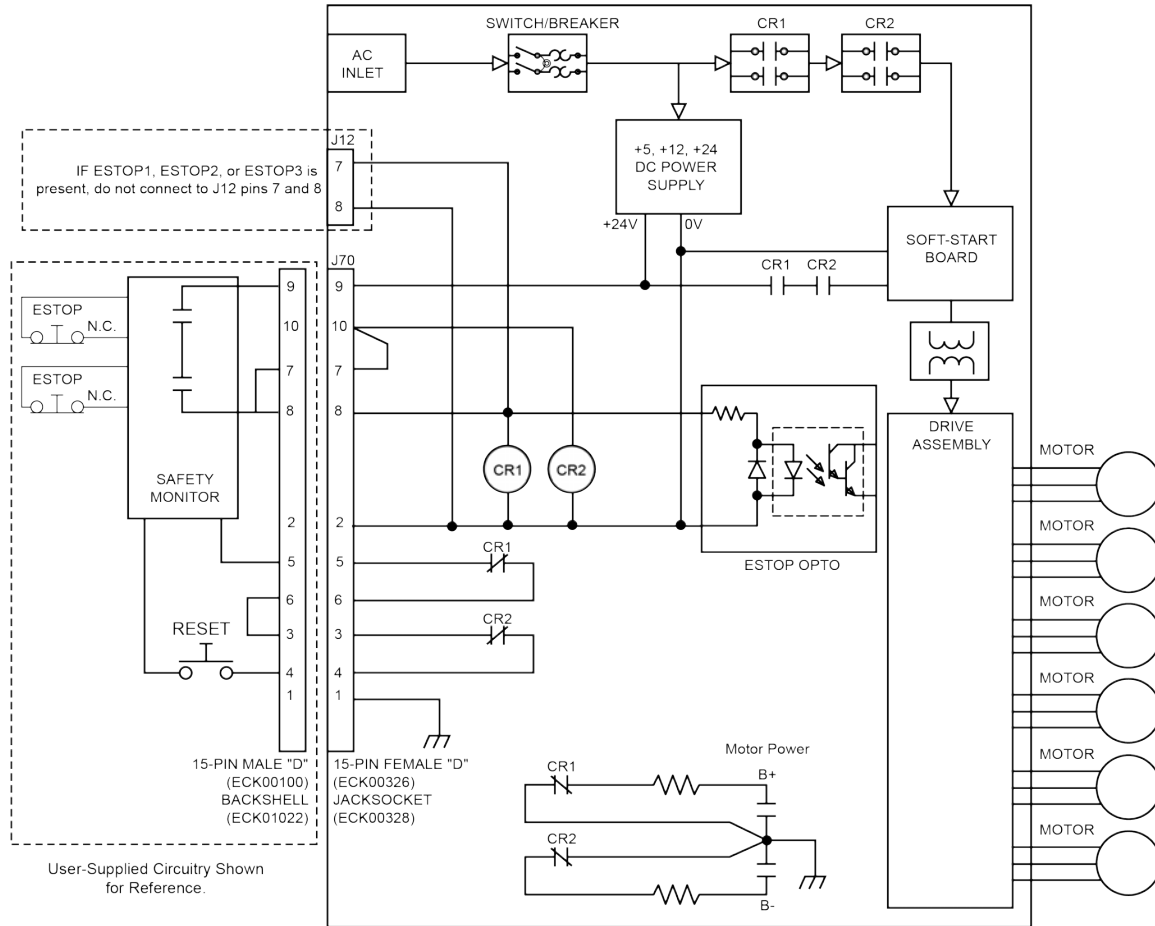 SWITCH/BREAKER
CR1
CR2
AC
INLET
J12
IF ESTOP1, ESTOP2, or ESTOP3 is
present, do not connect to J12 pins 7 and 8
7
8
+5, +12, +24
DC POWER
SUPPLY
+24V
0V
SOFT-START
BOARD
J70
CR1
CR2
9
10
7
8
2
5
6
3
4
1
9
10
7
8
2
5
6
3
4
1
ESTOP
N.C.
ESTOP
N.C.
SAFETY
MONITOR
RESET
CR1
CR2
CR1
CR2
ESTOP OPTO
DRIVE
ASSEMBLY
MOTOR
MOTOR
MOTOR
MOTOR
MOTOR
MOTOR
15-PIN MALE "D"
(ECK00100)
BACKSHELL
(ECK01022)
15-PIN FEMALE "D"
(ECK00326)
JACKSOCKET
(ECK00328)
Motor Power
CR1
B+
CR2
B-
User-Supplied Circuitry Shown
for Reference.